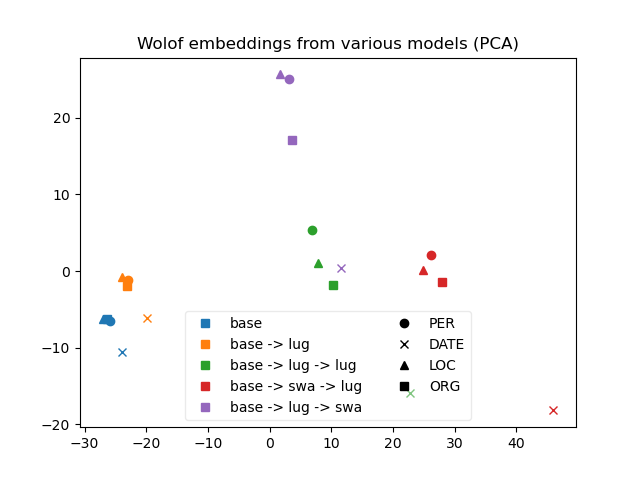 Wolof embeddings from various models (PCA)
20
10
0
−10
−20
−30
−20
−10
0
10
20
30
40
base
base -> lug
base -> lug -> lug
base -> swa -> lug
base -> lug -> swa
PER
DATE
LOC
ORG